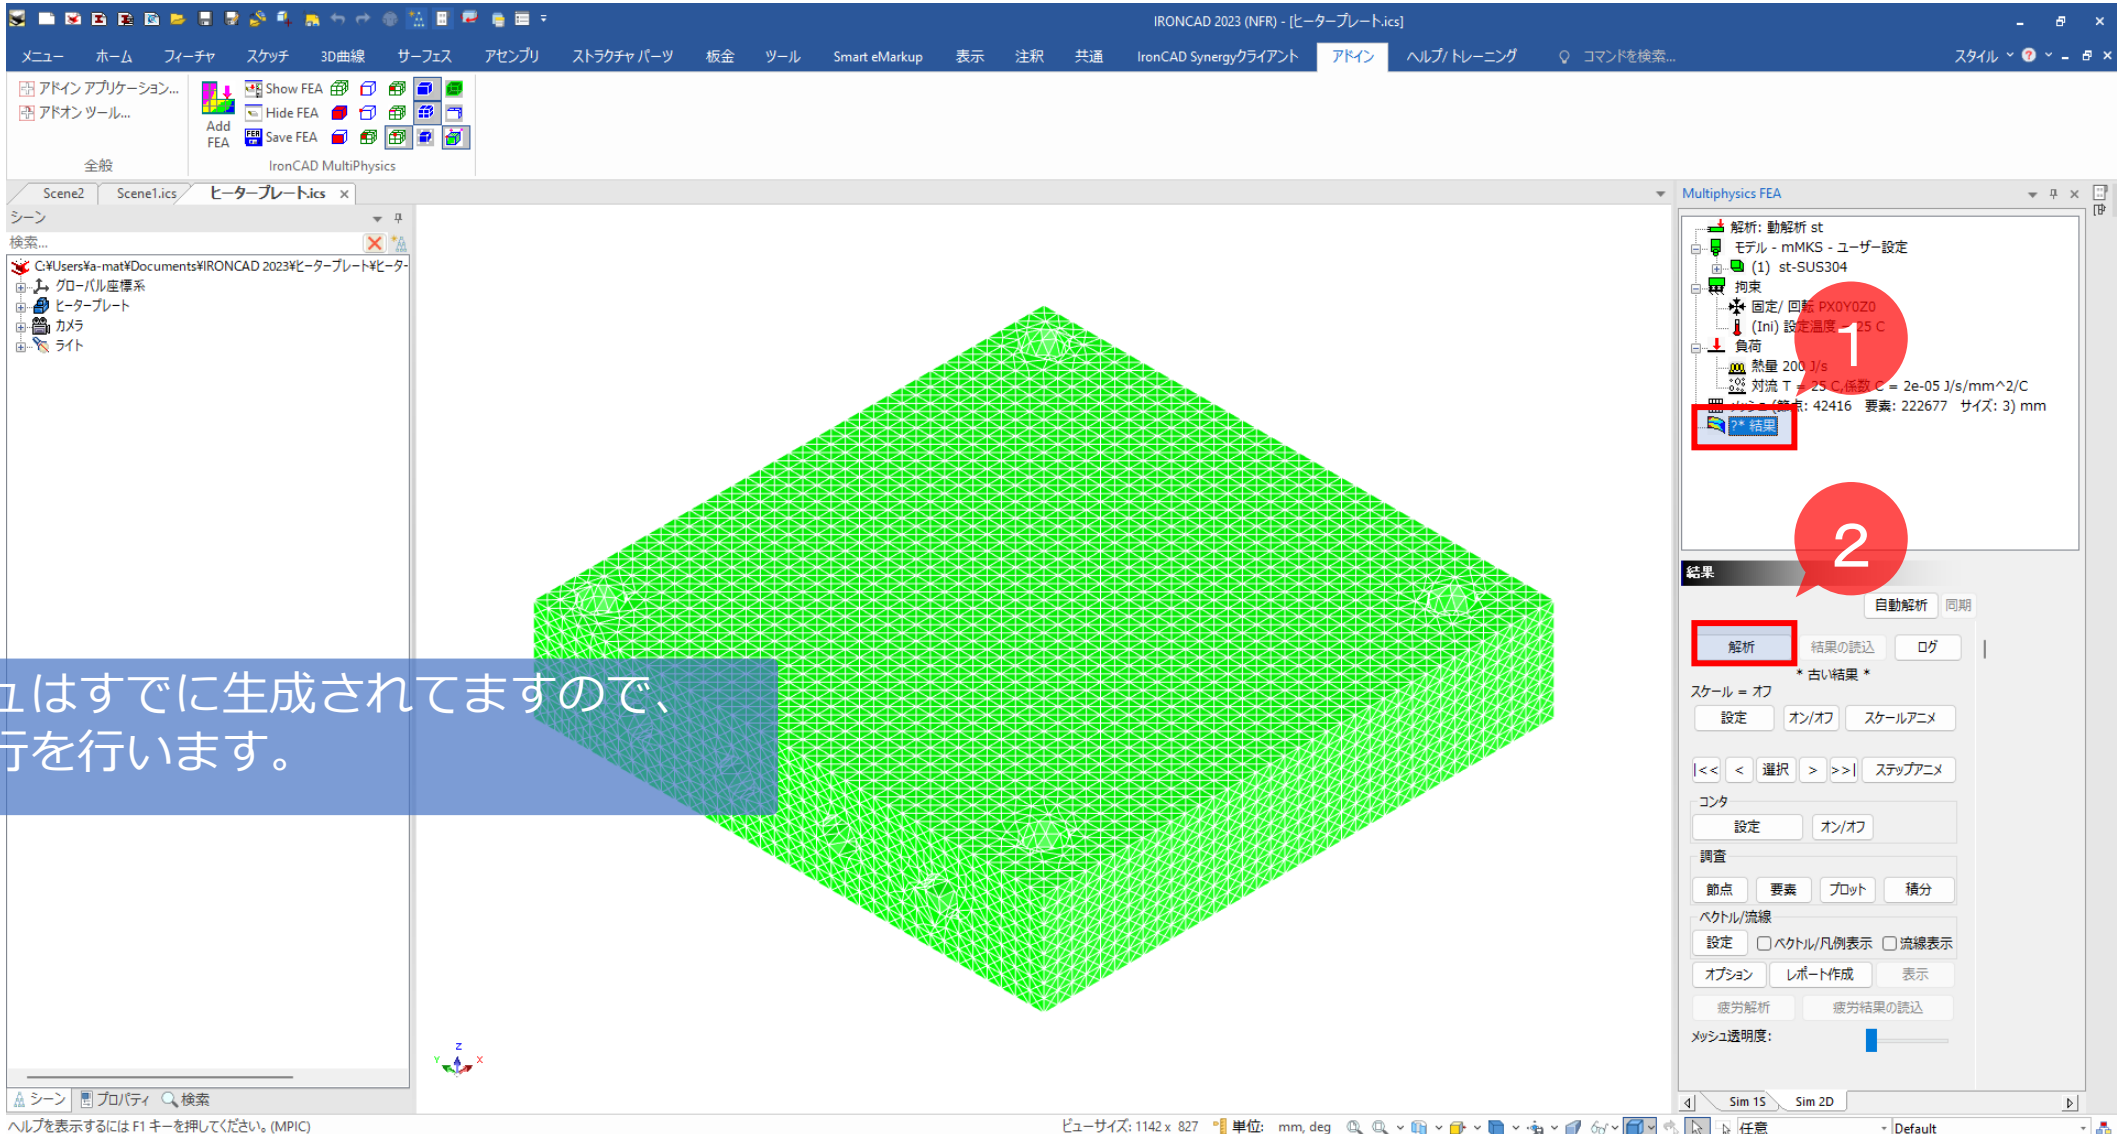 IRONCAD 2023 (NFR) - [ヒータープレート.ics]
メニュー ホーム フィーチャ スケッチ 3D曲線 サーフェス アセンブリ ストラクチャ パーツ 板金 ツール Smart eMarkup 表示 注釈 共通 IronCAD Synergyクライアント アドイン ヘルプ/トレーニング コマンドを検索... スタイル
アドイン アプリケーション...
アドオン ツール...
全般
Add FEA
Show FEA
Hide FEA
Save FEA
IronCAD MultiPhysics
Scene2 Scene1.ics ヒータープレート.ics x
シーン
検索...
C:¥Users¥a-mat¥Documents¥IRONCAD 2023¥ヒータープレート¥ヒーター-
グローバル座標系
ヒータープレート
カメラ
ライト
ュはすでに生成されてますので、
行を行います。
Z
Y
X
シーン プロパティ 検索
Multiphysics FEA
解析: 動解析 st
モデル - mMKS - ユーザー設定
(1) st-SUS304
拘束
固定/ 回転 PX0Y0Z0
(Ini) 設定温度 = 25 C
負荷
熱量 200 J/s
対流 T = 25 C,係数 C = 2e-05 J/s/mm^2/C
メッシュ (節点: 42416 要素: 222677 サイズ: 3) mm
?* 結果
1
2
結果
自動解析 同期
解析 結果の読込 ログ
* 古い結果 *
スケール = オフ
設定 オン/オフ スケールアニメ
|<< < 選択 > >>| ステップアニメ
コンタ
設定 オン/オフ
調査
節点 要素 プロット 積分
ベクトル/流線
設定 ベクトル/凡例表示 流線表示
オプション レポート作成 表示
疲労解析 疲労結果の読込
メッシュ透明度:
Sim 1S Sim 2D
ヘルプを表示するには F1 キーを押してください。(MPIC)
ビューサイズ: 1142 x 827 単位: mm, deg 任意 Default